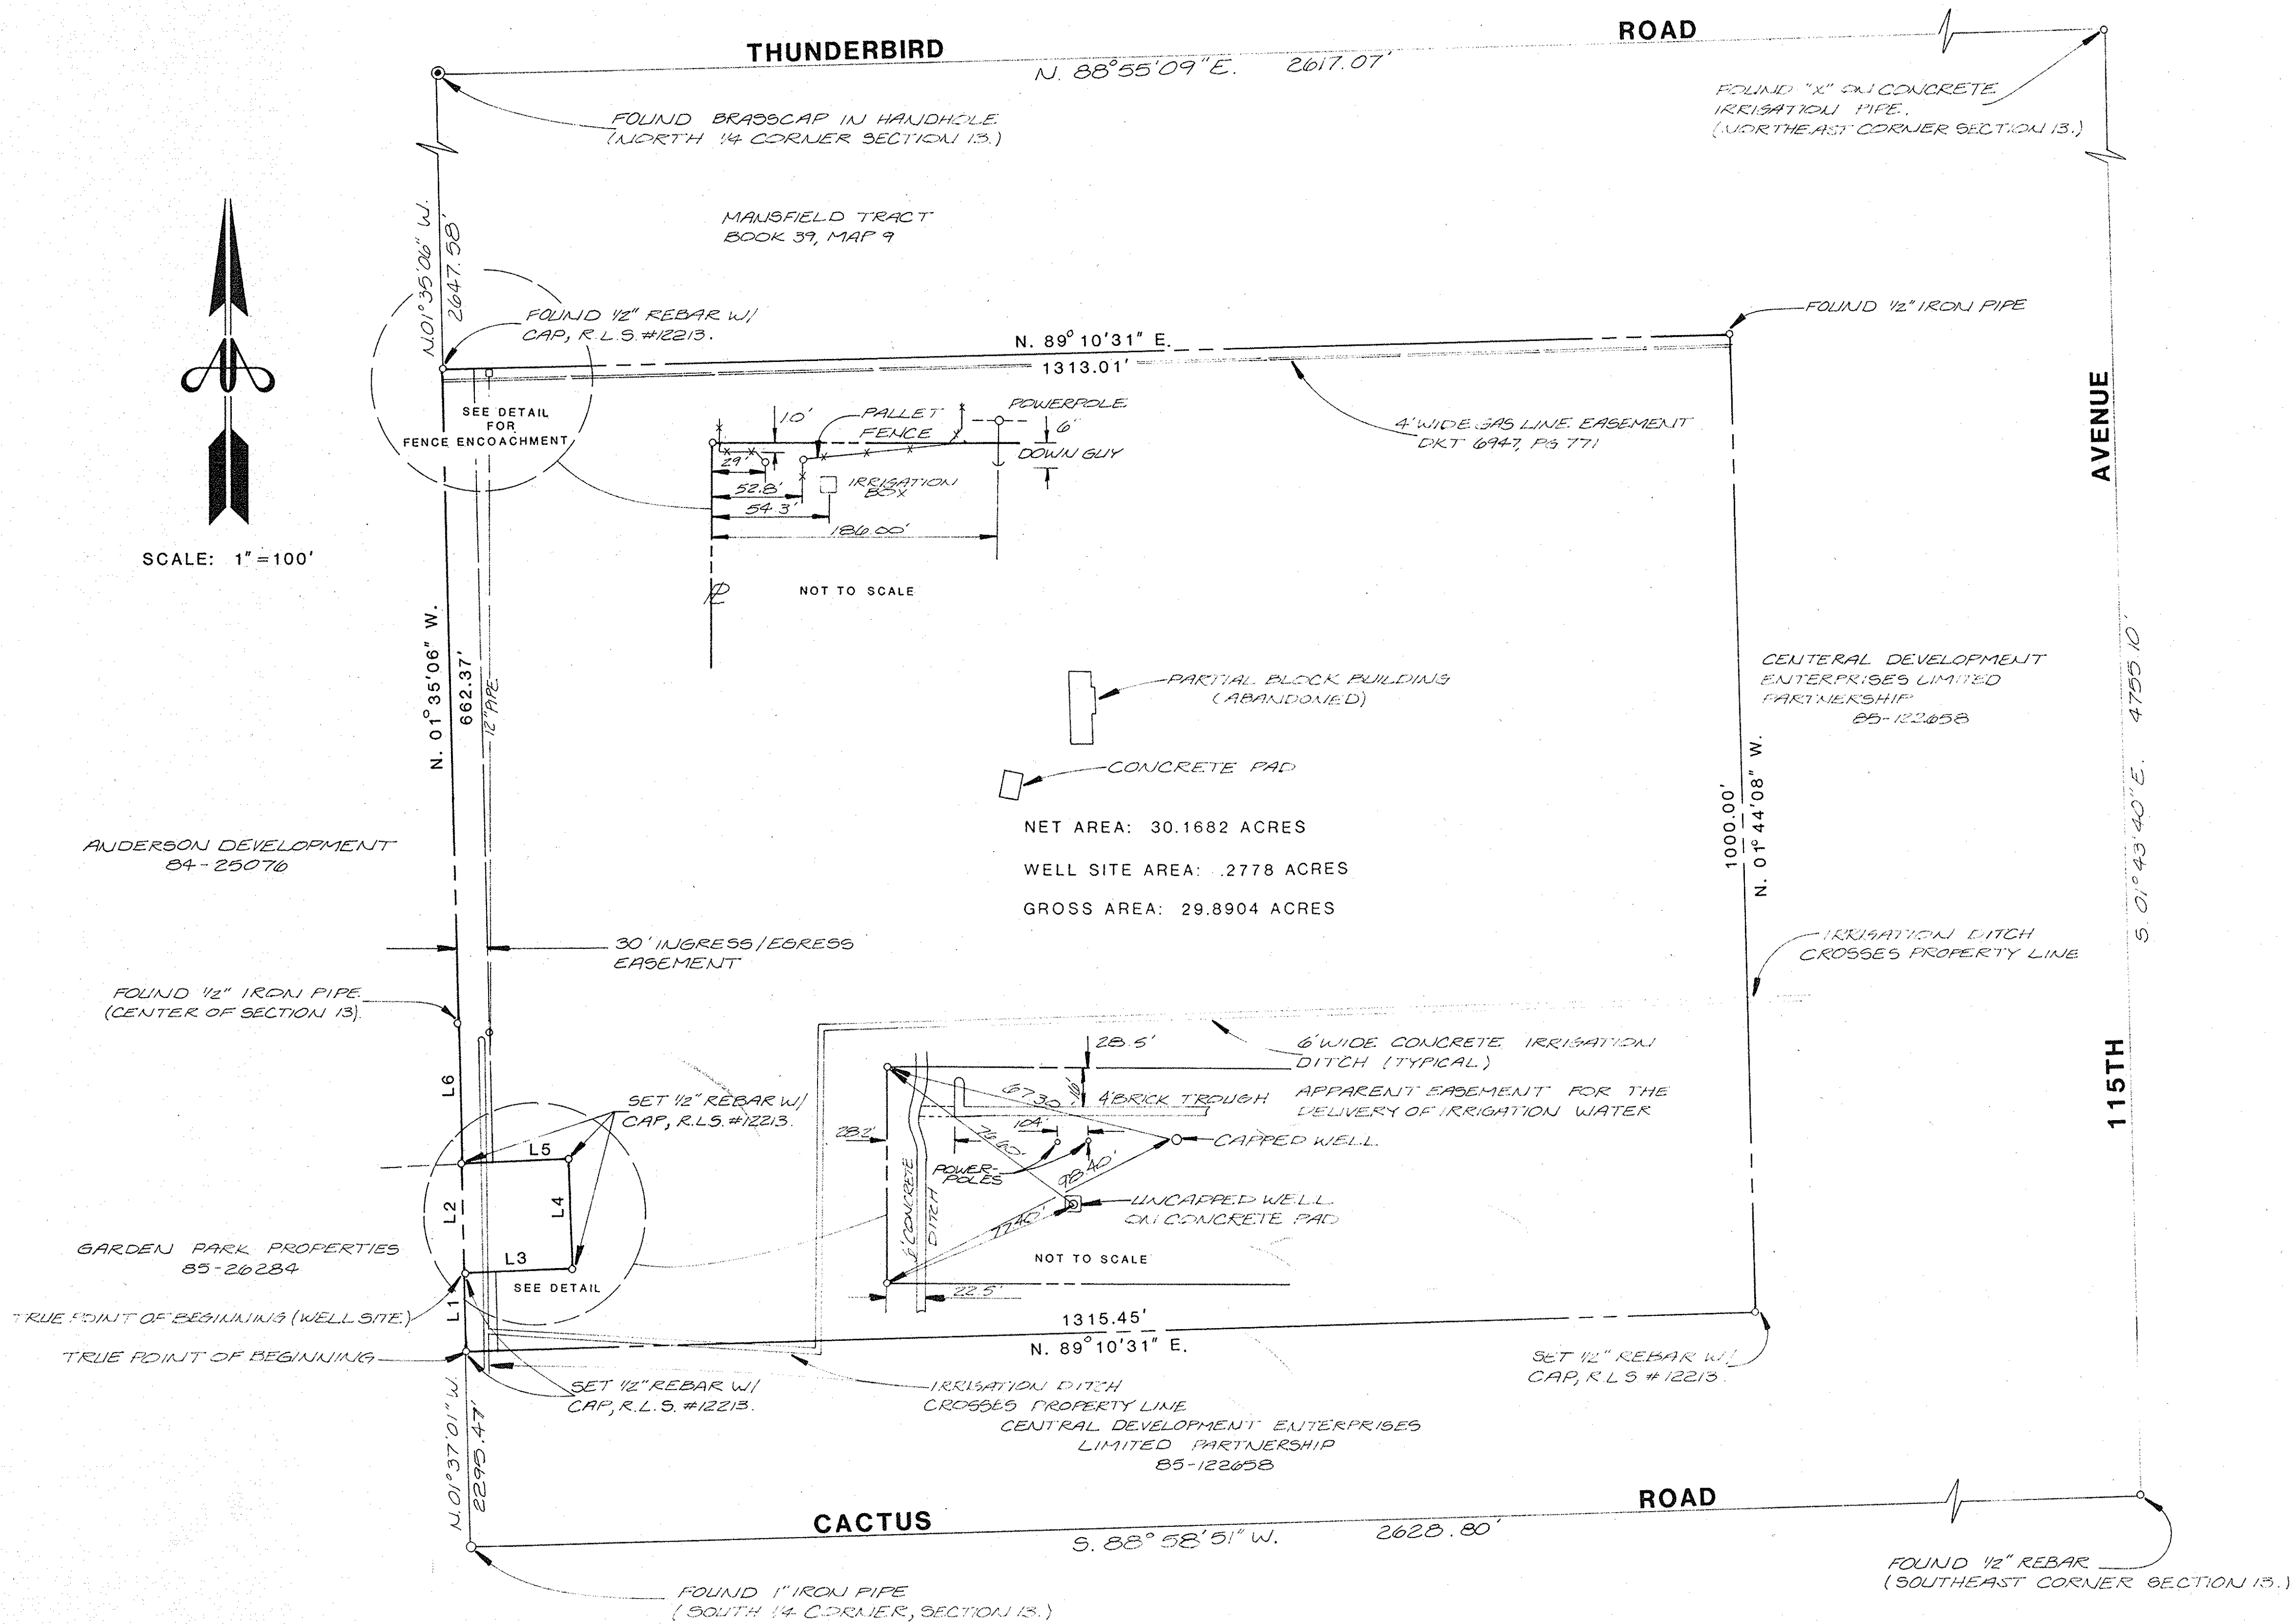 THUNDERBIRD ROAD
N. 88°55'09"E. 2617.07'
FOUND BRASSCAP IN HANDHOLE
(NORTH 1/4 CORNER SECTION 13.)
FOUND "X" ON CONCRETE
IRRIGATION PIPE.
(NORTHEAST CORNER SECTION 13.)
MANSFIELD TRACT
BOOK 39, MAP 9
N.01°35'06" W.
2647.58'
FOUND 1/2" REBAR W/
CAP, R.L.S.#12213.
N. 89°10'31" E.
1313.01'
FOUND 1/2" IRON PIPE
SEE DETAIL
FOR
FENCE ENCOACHMENT
10'
PALLET
FENCE
POWERPOLE
6'
DOWN GUY
29'
52.8'
54.3'
IRRIGATION
BOX
186.00'
NOT TO SCALE
4' WIDE GAS LINE EASEMENT
DKT 6947, PG 771
SCALE: 1"=100'
AVENUE
N. 01°35'06" W.
662.37'
12" PIPE
PARTIAL BLOCK BUILDING
(ABANDONED)
CONCRETE PAD
NET AREA: 30.1682 ACRES
WELL SITE AREA: .2778 ACRES
GROSS AREA: 29.8904 ACRES
CENTERAL DEVELOPMENT
ENTERPRISES LIMITED
PARTNERSHIP
85-122658
1000.00'
N. 01°44'08" W.
S. 01°43'40" E. 4755.10'
ANDERSON DEVELOPMENT
84-25076
30' INGRESS/EGRESS
EASEMENT
IRRIGATION DITCH
CROSSES PROPERTY LINE
FOUND 1/2" IRON PIPE
(CENTER OF SECTION 13).
L6
28.5'
6' WIDE CONCRETE IRRIGATION
DITCH (TYPICAL)
67.30
4' BRICK TROUGH
APPARENT EASEMENT FOR THE
DELIVERY OF IRRIGATION WATER
SET 1/2" REBAR W/
CAP, R.L.S. #12213.
28.2'
104'
76.90'
CAPPED WELL
POWER-
POLES
98.40'
6' CONCRETE
DITCH
77.40'
UNCAPPED WELL
ON CONCRETE PAD
NOT TO SCALE
22.5'
115TH
L5
L2
L4
L3
SEE DETAIL
L1
GARDEN PARK PROPERTIES
85-26284
TRUE POINT OF BEGINNING (WELL SITE)
TRUE POINT OF BEGINNING
1315.45'
N. 89°10'31" E.
SET 1/2" REBAR W/
CAP, R.L.S. #12213.
IRRIGATION DITCH
CROSSES PROPERTY LINE
CENTRAL DEVELOPMENT ENTERPRISES
LIMITED PARTNERSHIP
85-122658
SET 1/2" REBAR W/
CAP, R.L.S #12213.
N.01°37'01" W.
2295.47'
CACTUS ROAD
S. 88°58'51" W. 2628.80'
FOUND 1" IRON PIPE
(SOUTH 1/4 CORNER, SECTION 13.)
FOUND 1/2" REBAR
(SOUTHEAST CORNER SECTION 13.)